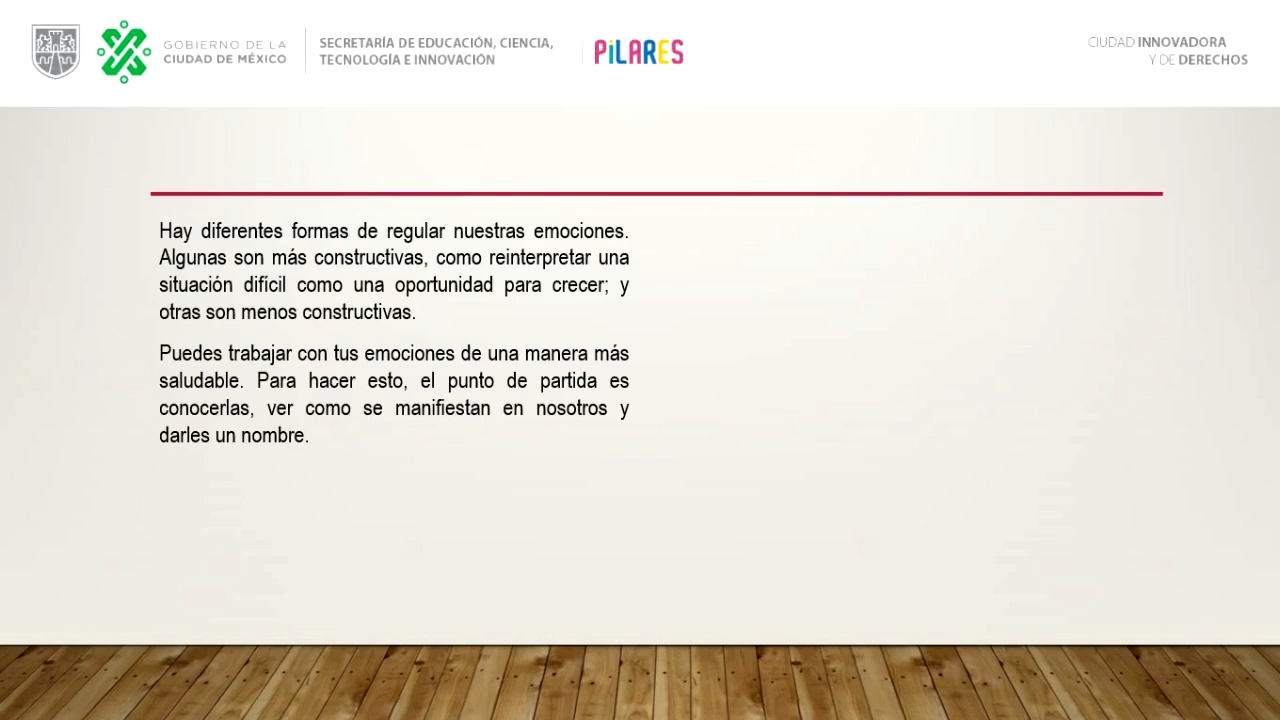 GOBIERNO DE LA
CIUDAD DE MÉXICO
SECRETARÍA DE EDUCACIÓN, CIENCIA,
TECNOLOGÍA E INNOVACIÓN
PiLARES
CIUDAD INNOVADORA
Y DE DERECHOS
Hay diferentes formas de regular nuestras emociones.
Algunas son más constructivas, como reinterpretar una
situación difícil como una oportunidad para crecer; y
otras son menos constructivas.
Puedes trabajar con tus emociones de una manera más
saludable. Para hacer esto, el punto de partida es
conocerlas, ver como se manifiestan en nosotros y
darles un nombre.